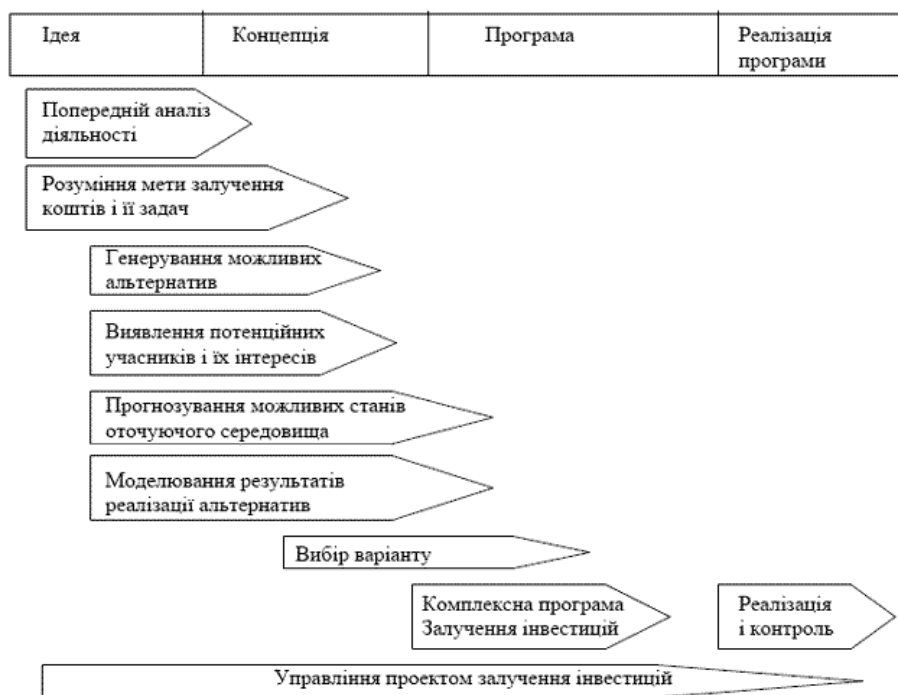 Ідея
Концепція
Програма
Реалізація
програми
Попередній аналіз
діяльності
Розуміння мети залучення
коштів і її задач
Генерування можливих
альтернатив
Виявлення потенційних
учасників і їх інтересів
Прогнозування можливих станів
оточуючого середовища
Моделювання результатів
реалізації альтернатив
Вибір варіанту
Комплексна програма
Залучення інвестицій
Реалізація
і контроль
Управління проектом залучення інвестицій